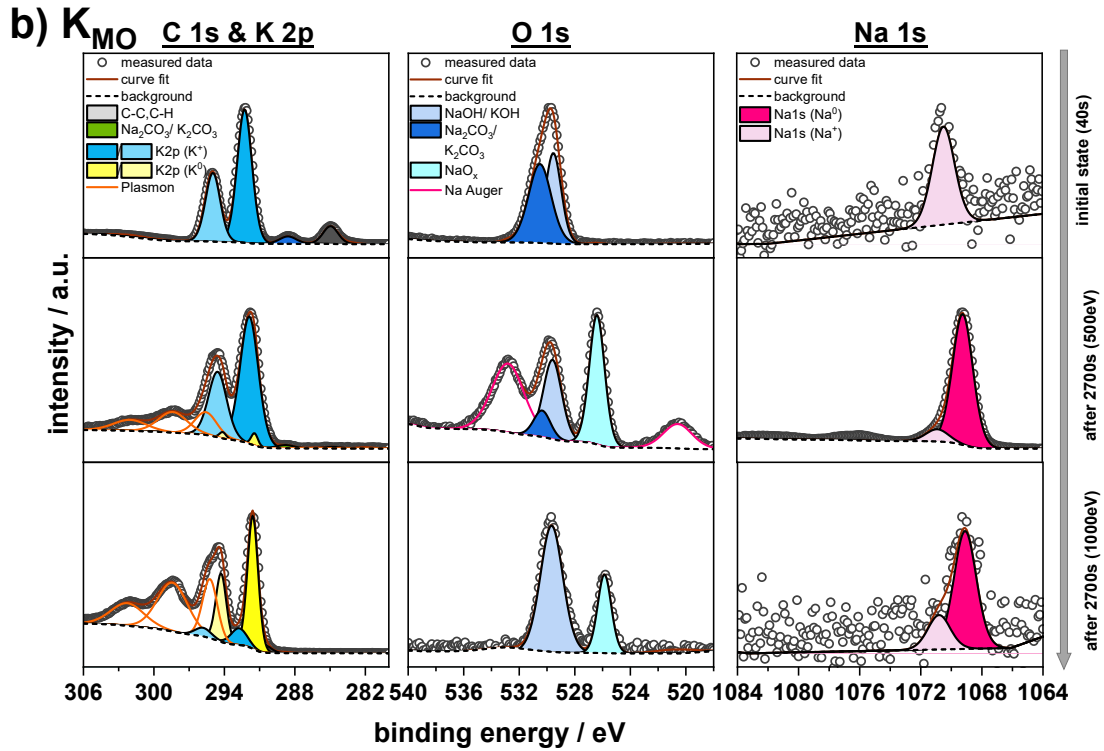 b) K_MO
C 1s & K 2p
O 1s
Na 1s
measured data
curve fit
background
C-C,C-H
Na₂CO₃/ K₂CO₃
K2p (K⁺)
K2p (K⁰)
Plasmon
measured data
curve fit
background
NaOH/ KOH
Na₂CO₃/
K₂CO₃
NaOₓ
Na Auger
measured data
curve fit
background
Na1s (Na⁰)
Na1s (Na⁺)
initial state (40s)
after 2700s (500eV)
after 2700s (1000eV)
intensity / a.u.
306 300 294 288 282
540 536 532 528 524 520
1084 1080 1076 1072 1068 1064
binding energy / eV